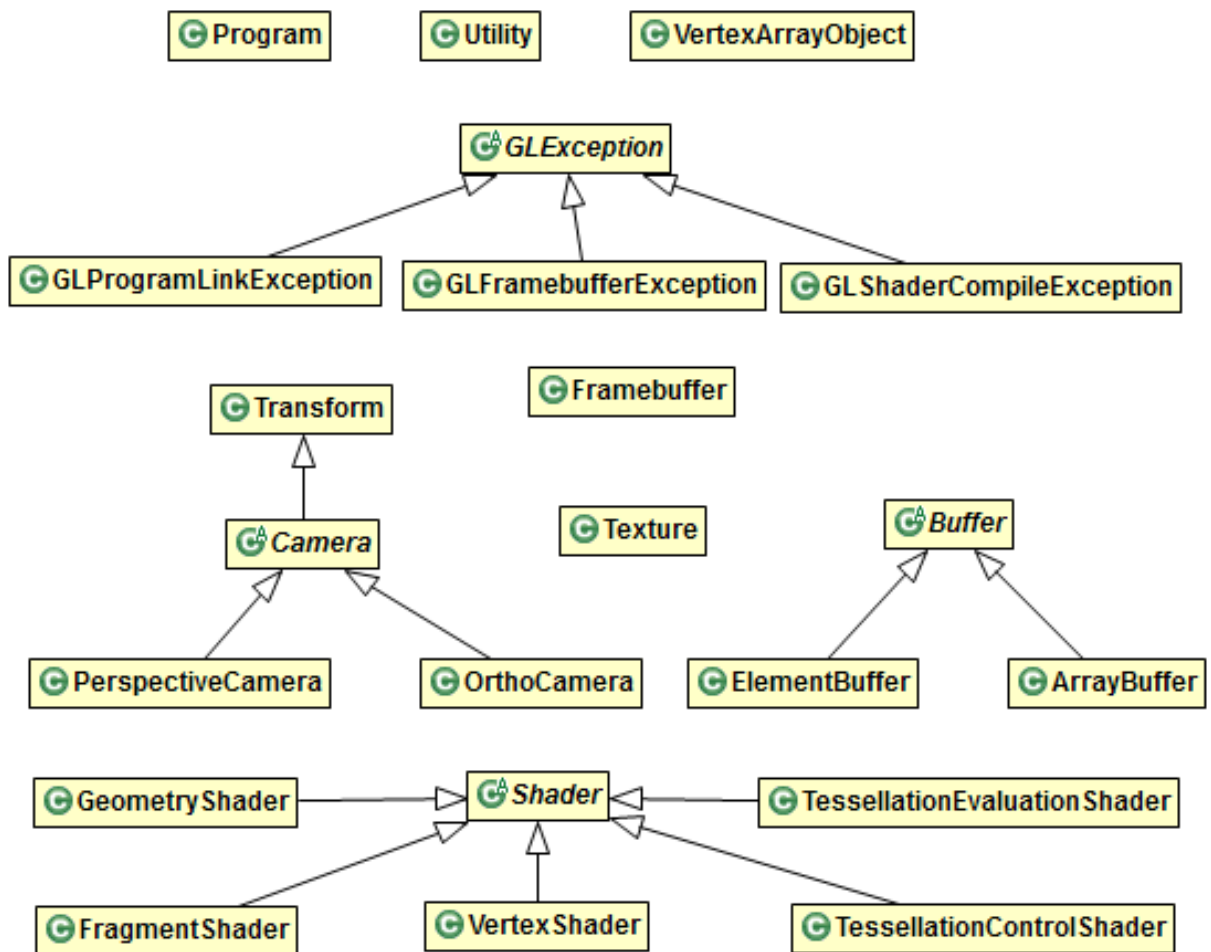 Program
Utility
VertexArrayObject
GLException
GLProgramLinkException
GLFramebufferException
GLShaderCompileException
Transform
Framebuffer
Camera
Texture
Buffer
PerspectiveCamera
OrthoCamera
ElementBuffer
ArrayBuffer
GeometryShader
Shader
TessellationEvaluationShader
FragmentShader
VertexShader
TessellationControlShader